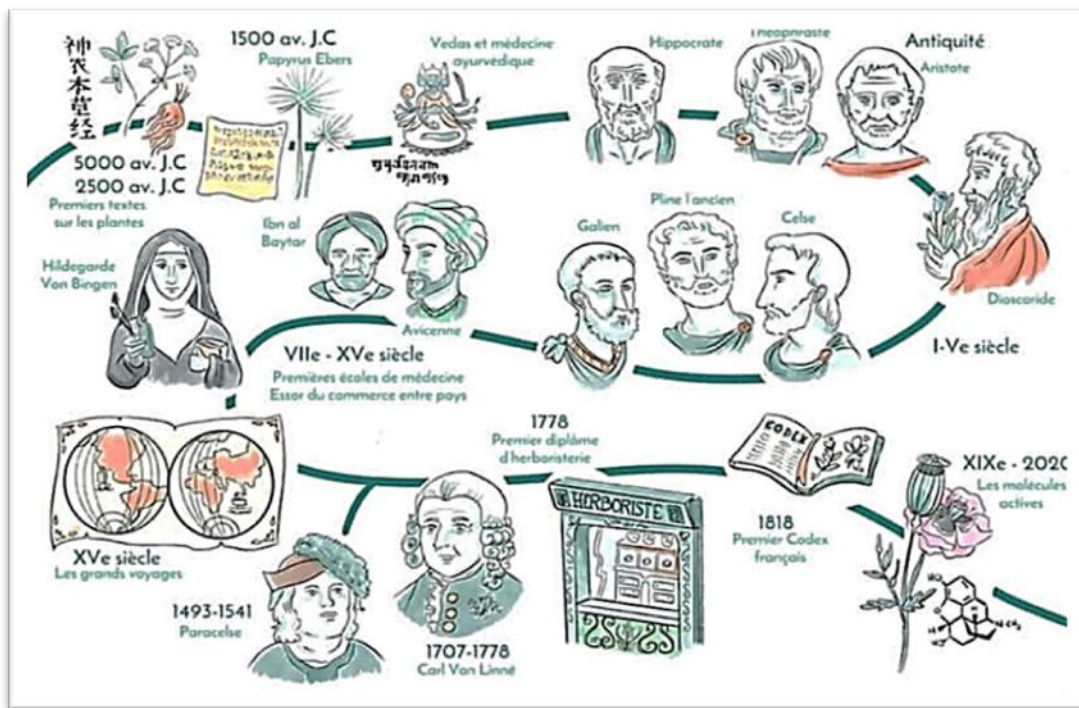 神农本草经
5000 av. J.C
2500 av. J.C
Premiers textes
sur les plantes
1500 av. J.C
Papyrus Ebers
Vedas et médecine
ayurvédique
Hippocrate
Théophraste
Antiquité
Aristote
Dioscoride
I-Ve siècle
Celse
Pline l'ancien
Galien
Avicenne
Ibn al
Baytar
VIIe - XVe siècle
Premières écoles de médecine
Essor du commerce entre pays
Hildegarde
Von Bingen
XVe siècle
Les grands voyages
1493-1541
Paracelse
1707-1778
Carl Von Linné
1778
Premier diplôme
d'herboristerie
HERBORISTE
CODEX
1818
Premier Codex
français
XIXe - 2020
Les molécules
actives
HO
O
H
N-CH3
HO